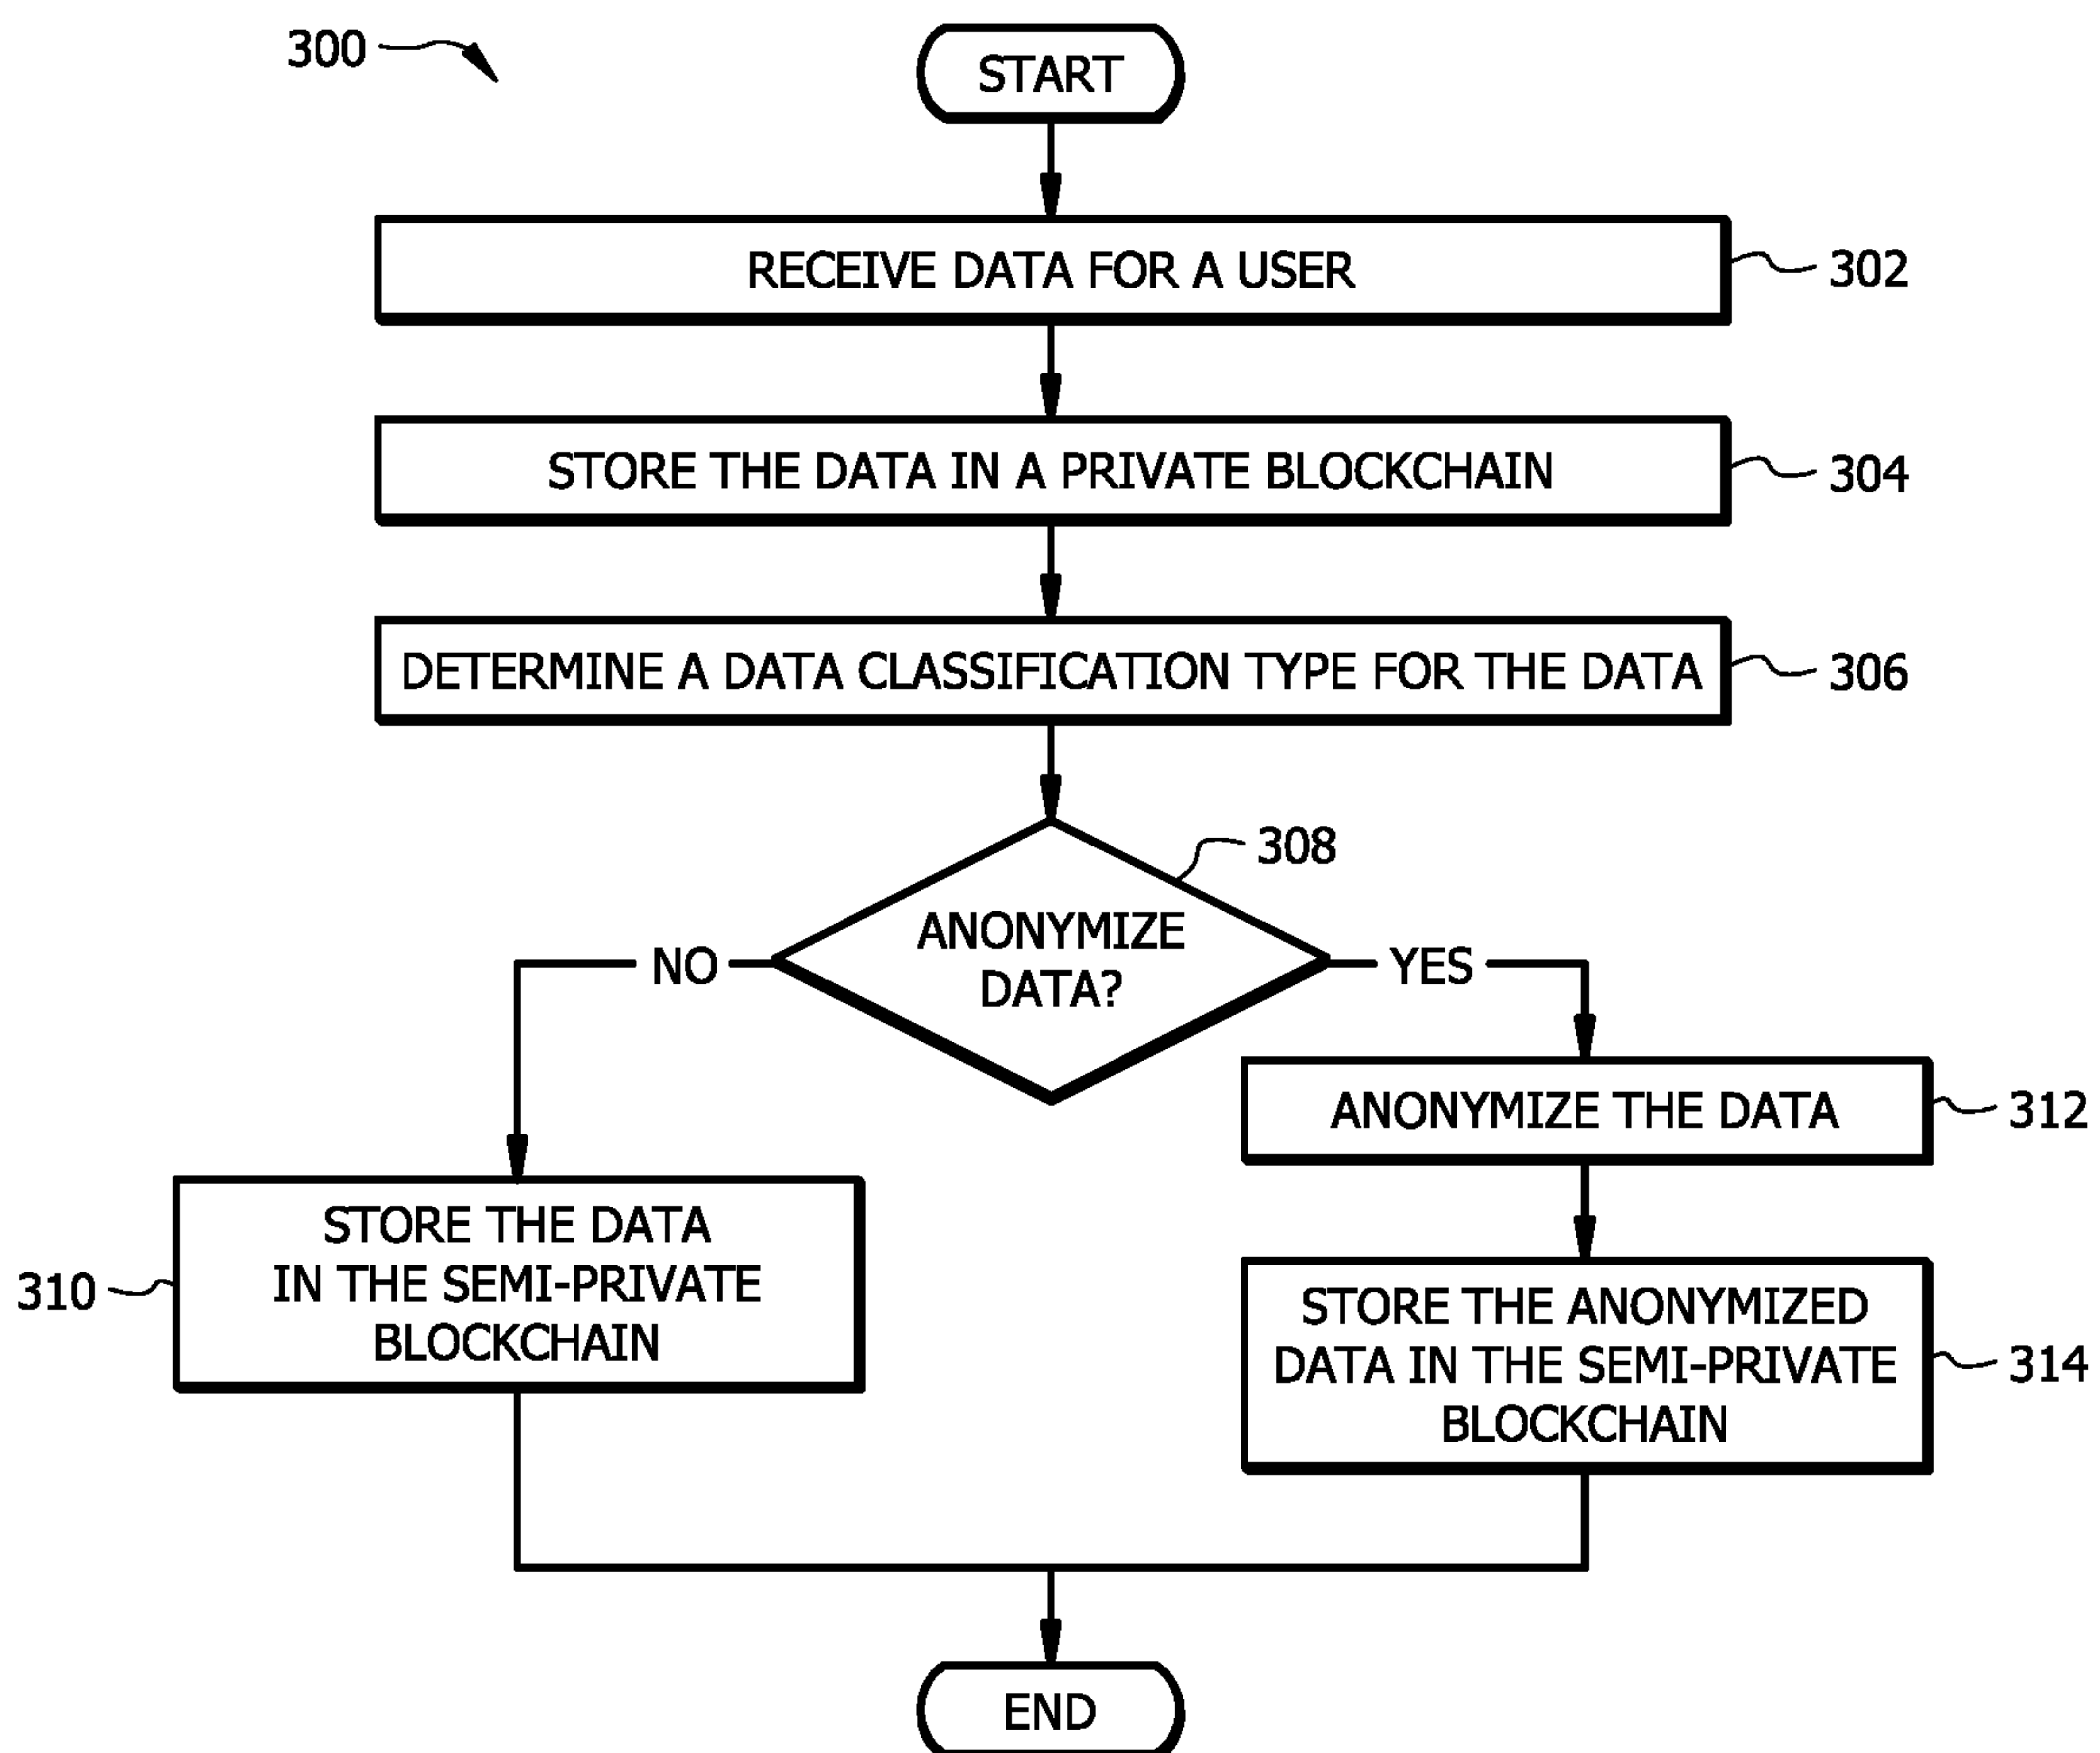 300
START
RECEIVE DATA FOR A USER
302
STORE THE DATA IN A PRIVATE BLOCKCHAIN
304
DETERMINE A DATA CLASSIFICATION TYPE FOR THE DATA
306
308
ANONYMIZE
DATA?
NO
YES
ANONYMIZE THE DATA
312
STORE THE DATA
IN THE SEMI-PRIVATE
BLOCKCHAIN
310
STORE THE ANONYMIZED
DATA IN THE SEMI-PRIVATE
BLOCKCHAIN
314
END